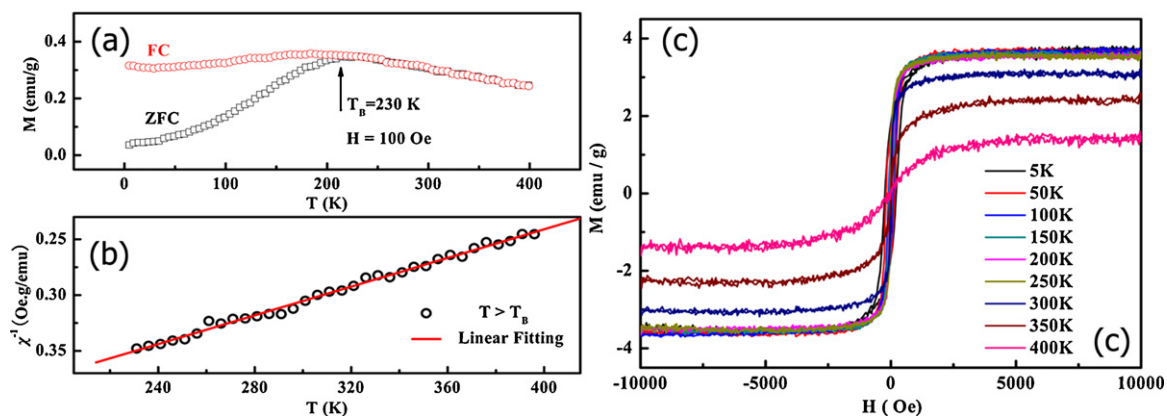 (a)
FC
ZFC
T_B=230 K
H = 100 Oe
M (emu/g)
0.4
0.2
0.0
0 100 200 300 400
T (K)
(b)
χ⁻¹ (Oe.g/emu)
0.25
0.30
0.35
T > T_B
Linear Fitting
240 280 320 360 400
T (K)
(c)
M (emu / g)
4
2
0
-2
-4
5K
50K
100K
150K
200K
250K
300K
350K
400K
(c)
-10000 -5000 0 5000 10000
H ( Oe)